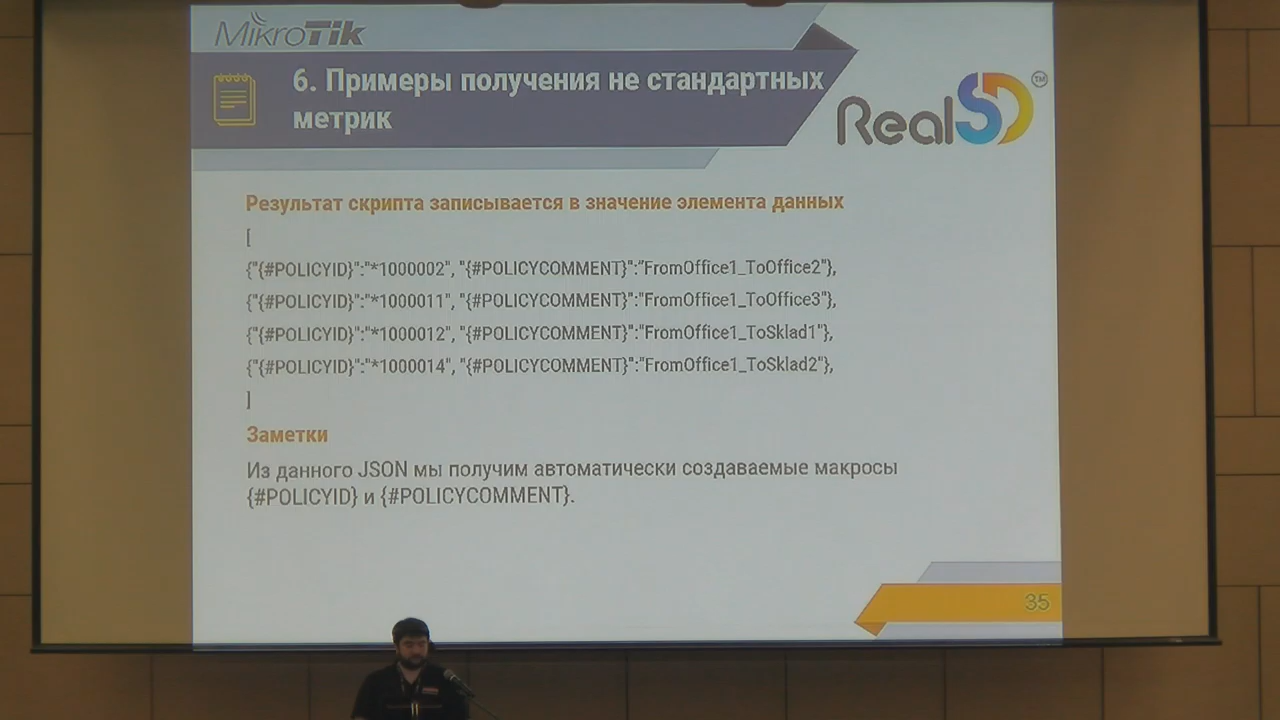 MikroTik
6. Примеры получения не стандартных
метрик
RealSD
TM
Результат скрипта записывается в значение элемента данных
[
{"{#POLICYID}":"*1000002", "{#POLICYCOMMENT}":"FromOffice1_ToOffice2"},
{"{#POLICYID}":"*1000011", "{#POLICYCOMMENT}":"FromOffice1_ToOffice3"},
{"{#POLICYID}":"*1000012", "{#POLICYCOMMENT}":"FromOffice1_ToSklad1"},
{"{#POLICYID}":"*1000014", "{#POLICYCOMMENT}":"FromOffice1_ToSklad2"},
]
Заметки
Из данного JSON мы получим автоматически создаваемые макросы
{#POLICYID} и {#POLICYCOMMENT}.
35